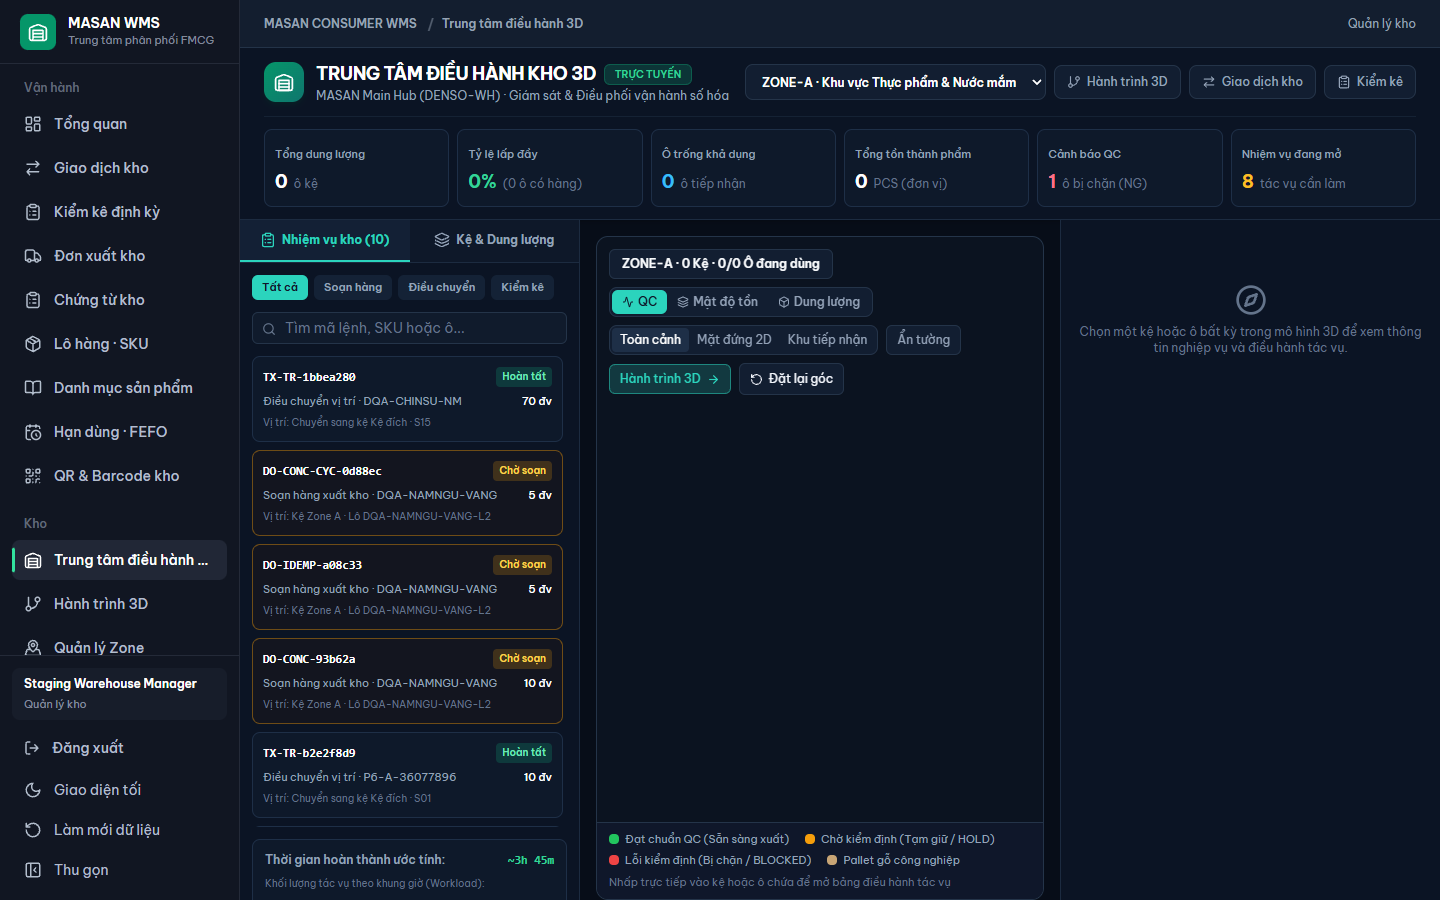 MASAN WMS
Trung tâm phân phối FMCG
Vận hành
Tổng quan
Giao dịch kho
Kiểm kê định kỳ
Đơn xuất kho
Chứng từ kho
Lô hàng · SKU
Danh mục sản phẩm
Hạn dùng · FEFO
QR & Barcode kho
Kho
Trung tâm điều hành ...
Hành trình 3D
Quản lý Zone
Staging Warehouse Manager
Quản lý kho
Đăng xuất
Giao diện tối
Làm mới dữ liệu
Thu gọn
MASAN CONSUMER WMS / Trung tâm điều hành 3D
Quản lý kho
TRUNG TÂM ĐIỀU HÀNH KHO 3D TRỰC TUYẾN
MASAN Main Hub (DENSO-WH) · Giám sát & Điều phối vận hành số hóa
ZONE-A · Khu vực Thực phẩm & Nước mắm
Hành trình 3D
Giao dịch kho
Kiểm kê
Tổng dung lượng
0 ô kệ
Tỷ lệ lấp đầy
0% (0 ô có hàng)
Ô trống khả dụng
0 ô tiếp nhận
Tổng tồn thành phẩm
0 PCS (đơn vị)
Cảnh báo QC
1 ô bị chặn (NG)
Nhiệm vụ đang mở
8 tác vụ cần làm
Nhiệm vụ kho (10)
Kệ & Dung lượng
Tất cả
Soạn hàng
Điều chuyển
Kiểm kê
Tìm mã lệnh, SKU hoặc ô...
TX-TR-1bbea280 Hoàn tất
Điều chuyển vị trí · DQA-CHINSU-NM 70 đv
Vị trí: Chuyển sang kệ Kệ đích · S15
DO-CONC-CYC-0d88ec Chờ soạn
Soạn hàng xuất kho · DQA-NAMNGU-VANG 5 đv
Vị trí: Kệ Zone A · Lô DQA-NAMNGU-VANG-L2
DO-IDEMP-a08c33 Chờ soạn
Soạn hàng xuất kho · DQA-NAMNGU-VANG 5 đv
Vị trí: Kệ Zone A · Lô DQA-NAMNGU-VANG-L2
DO-CONC-93b62a Chờ soạn
Soạn hàng xuất kho · DQA-NAMNGU-VANG 10 đv
Vị trí: Kệ Zone A · Lô DQA-NAMNGU-VANG-L2
TX-TR-b2e2f8d9 Hoàn tất
Điều chuyển vị trí · P6-A-36077896 10 đv
Vị trí: Chuyển sang kệ Kệ đích · S01
Thời gian hoàn thành ước tính: ~3h 45m
Khối lượng tác vụ theo khung giờ (Workload):
ZONE-A · 0 Kệ · 0/0 Ô đang dùng
QC
Mật độ tồn
Dung lượng
Toàn cảnh
Mặt đứng 2D
Khu tiếp nhận
Ẩn tường
Hành trình 3D
Đặt lại góc
Đạt chuẩn QC (Sẵn sàng xuất)
Chờ kiểm định (Tạm giữ / HOLD)
Lỗi kiểm định (Bị chặn / BLOCKED)
Pallet gỗ công nghiệp
Nhấp trực tiếp vào kệ hoặc ô chứa để mở bảng điều hành tác vụ
Chọn một kệ hoặc ô bất kỳ trong mô hình 3D để xem thông
tin nghiệp vụ và điều hành tác vụ.